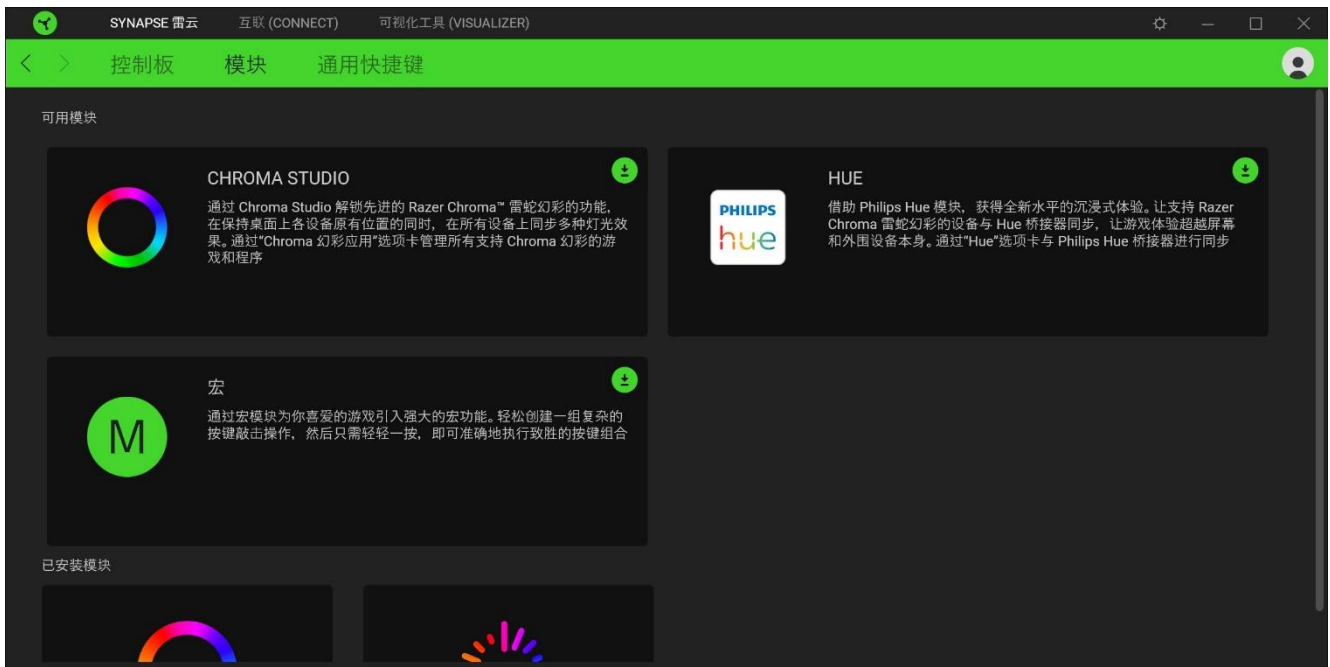 SYNAPSE 雷云 互联 (CONNECT) 可视化工具 (VISUALIZER)
控制板 模块 通用快捷键
可用模块
CHROMA STUDIO
通过 Chroma Studio 解锁先进的 Razer Chroma™ 雷蛇幻彩的功能,
在保持桌面上各设备原有位置的同时, 在所有设备上同步多种灯光效
果。通过"Chroma 幻彩应用"选项卡管理所有支持 Chroma 幻彩的游
戏和程序
PHILIPS
hue
HUE
借助 Philips Hue 模块, 获得全新水平的沉浸式体验。让支持 Razer
Chroma 雷蛇幻彩的设备与 Hue 桥接器同步, 让游戏体验超越屏幕
和外围设备本身。通过"Hue"选项卡与 Philips Hue 桥接器进行同步
M
宏
通过宏模块为你喜爱的游戏引入强大的宏功能。轻松创建一组复杂的
按键敲击操作, 然后只需轻轻一按, 即可准确地执行致胜的按键组合
已安装模块